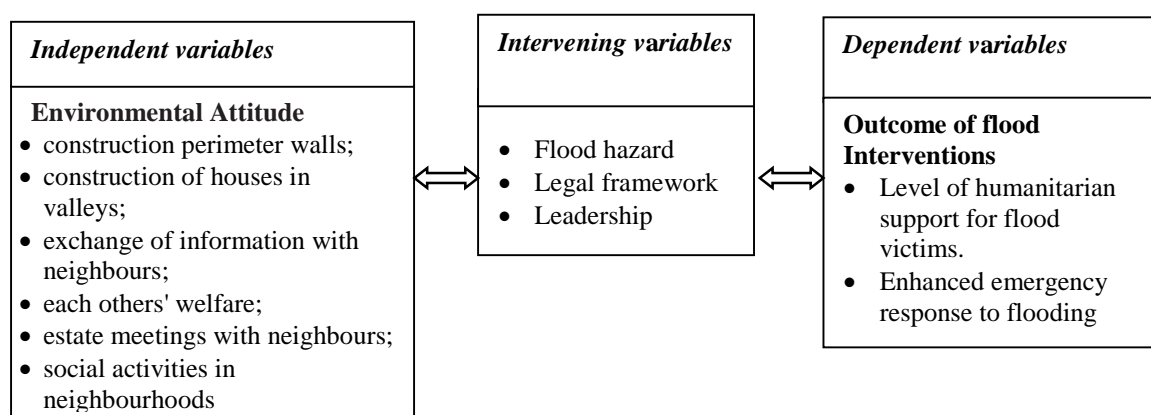 Independent variables
Environmental Attitude
• construction perimeter walls;
• construction of houses in
valleys;
• exchange of information with
neighbours;
• each others' welfare;
• estate meetings with neighbours;
• social activities in
neighbourhoods
Intervening variables
• Flood hazard
• Legal framework
• Leadership
Dependent variables
Outcome of flood
Interventions
• Level of humanitarian
support for flood
victims.
• Enhanced emergency
response to flooding